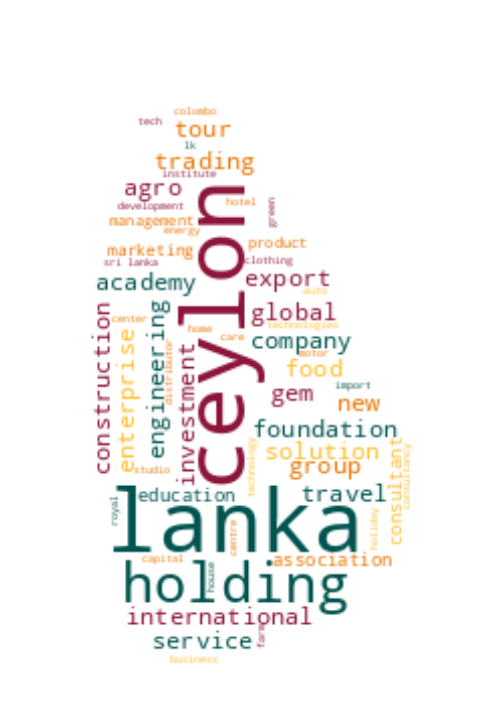 colombo
tech
tour
lk
trading
institute
agro
hotel
development
green
management
energy
marketing
product
sri lanka
clothing
ceylon
academy
export
auto
global
center
technologies
home
care
company
construction
enterprise
engineering
distributor
investment
motor
food
import
gem
new
foundation
solution
group
studio
technology
consultant
consultancy
travel
education
lanka
royal
centre
holiday
capital
association
house
holding
international
farm
service
business